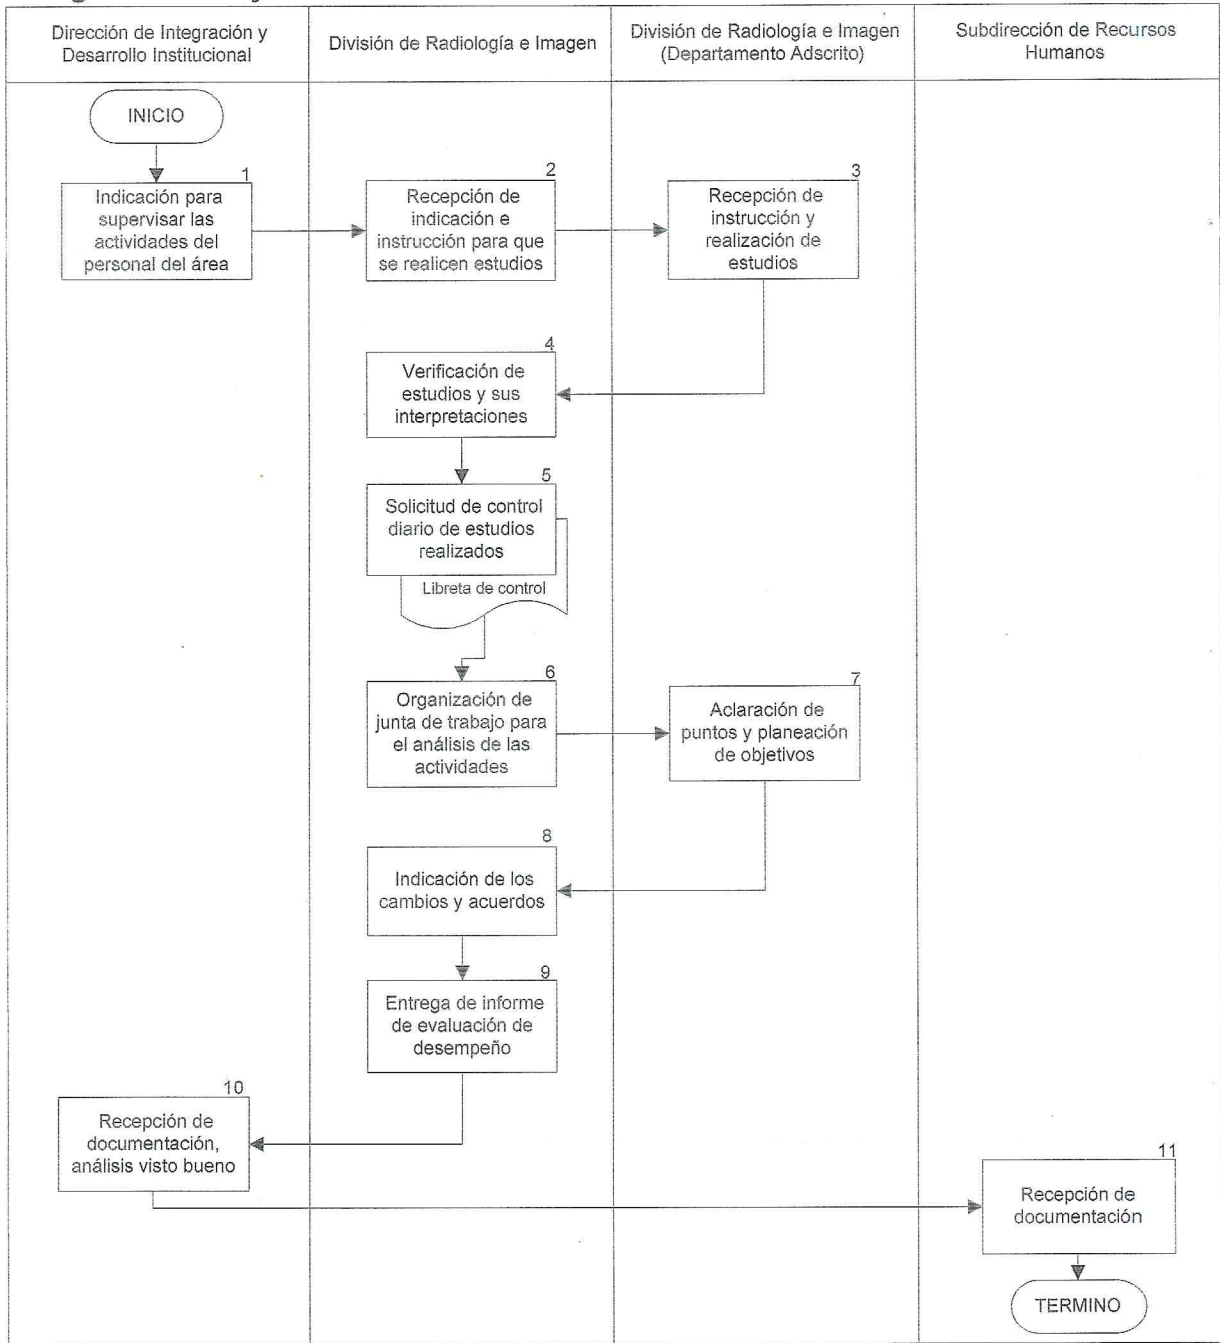 Dirección de Integración y
Desarrollo Institucional
División de Radiología e Imagen
División de Radiología e Imagen
(Departamento Adscrito)
Subdirección de Recursos
Humanos
INICIO
1
Indicación para
supervisar las
actividades del
personal del área
2
Recepción de
indicación e
instrucción para que
se realicen estudios
3
Recepción de
instrucción y
realización de
estudios
4
Verificación de
estudios y sus
interpretaciones
5
Solicitud de control
diario de estudios
realizados
Libreta de control
6
Organización de
junta de trabajo para
el análisis de las
actividades
7
Aclaración de
puntos y planeación
de objetivos
8
Indicación de los
cambios y acuerdos
9
Entrega de informe
de evaluación de
desempeño
10
Recepción de
documentación,
análisis visto bueno
11
Recepción de
documentación
TERMINO